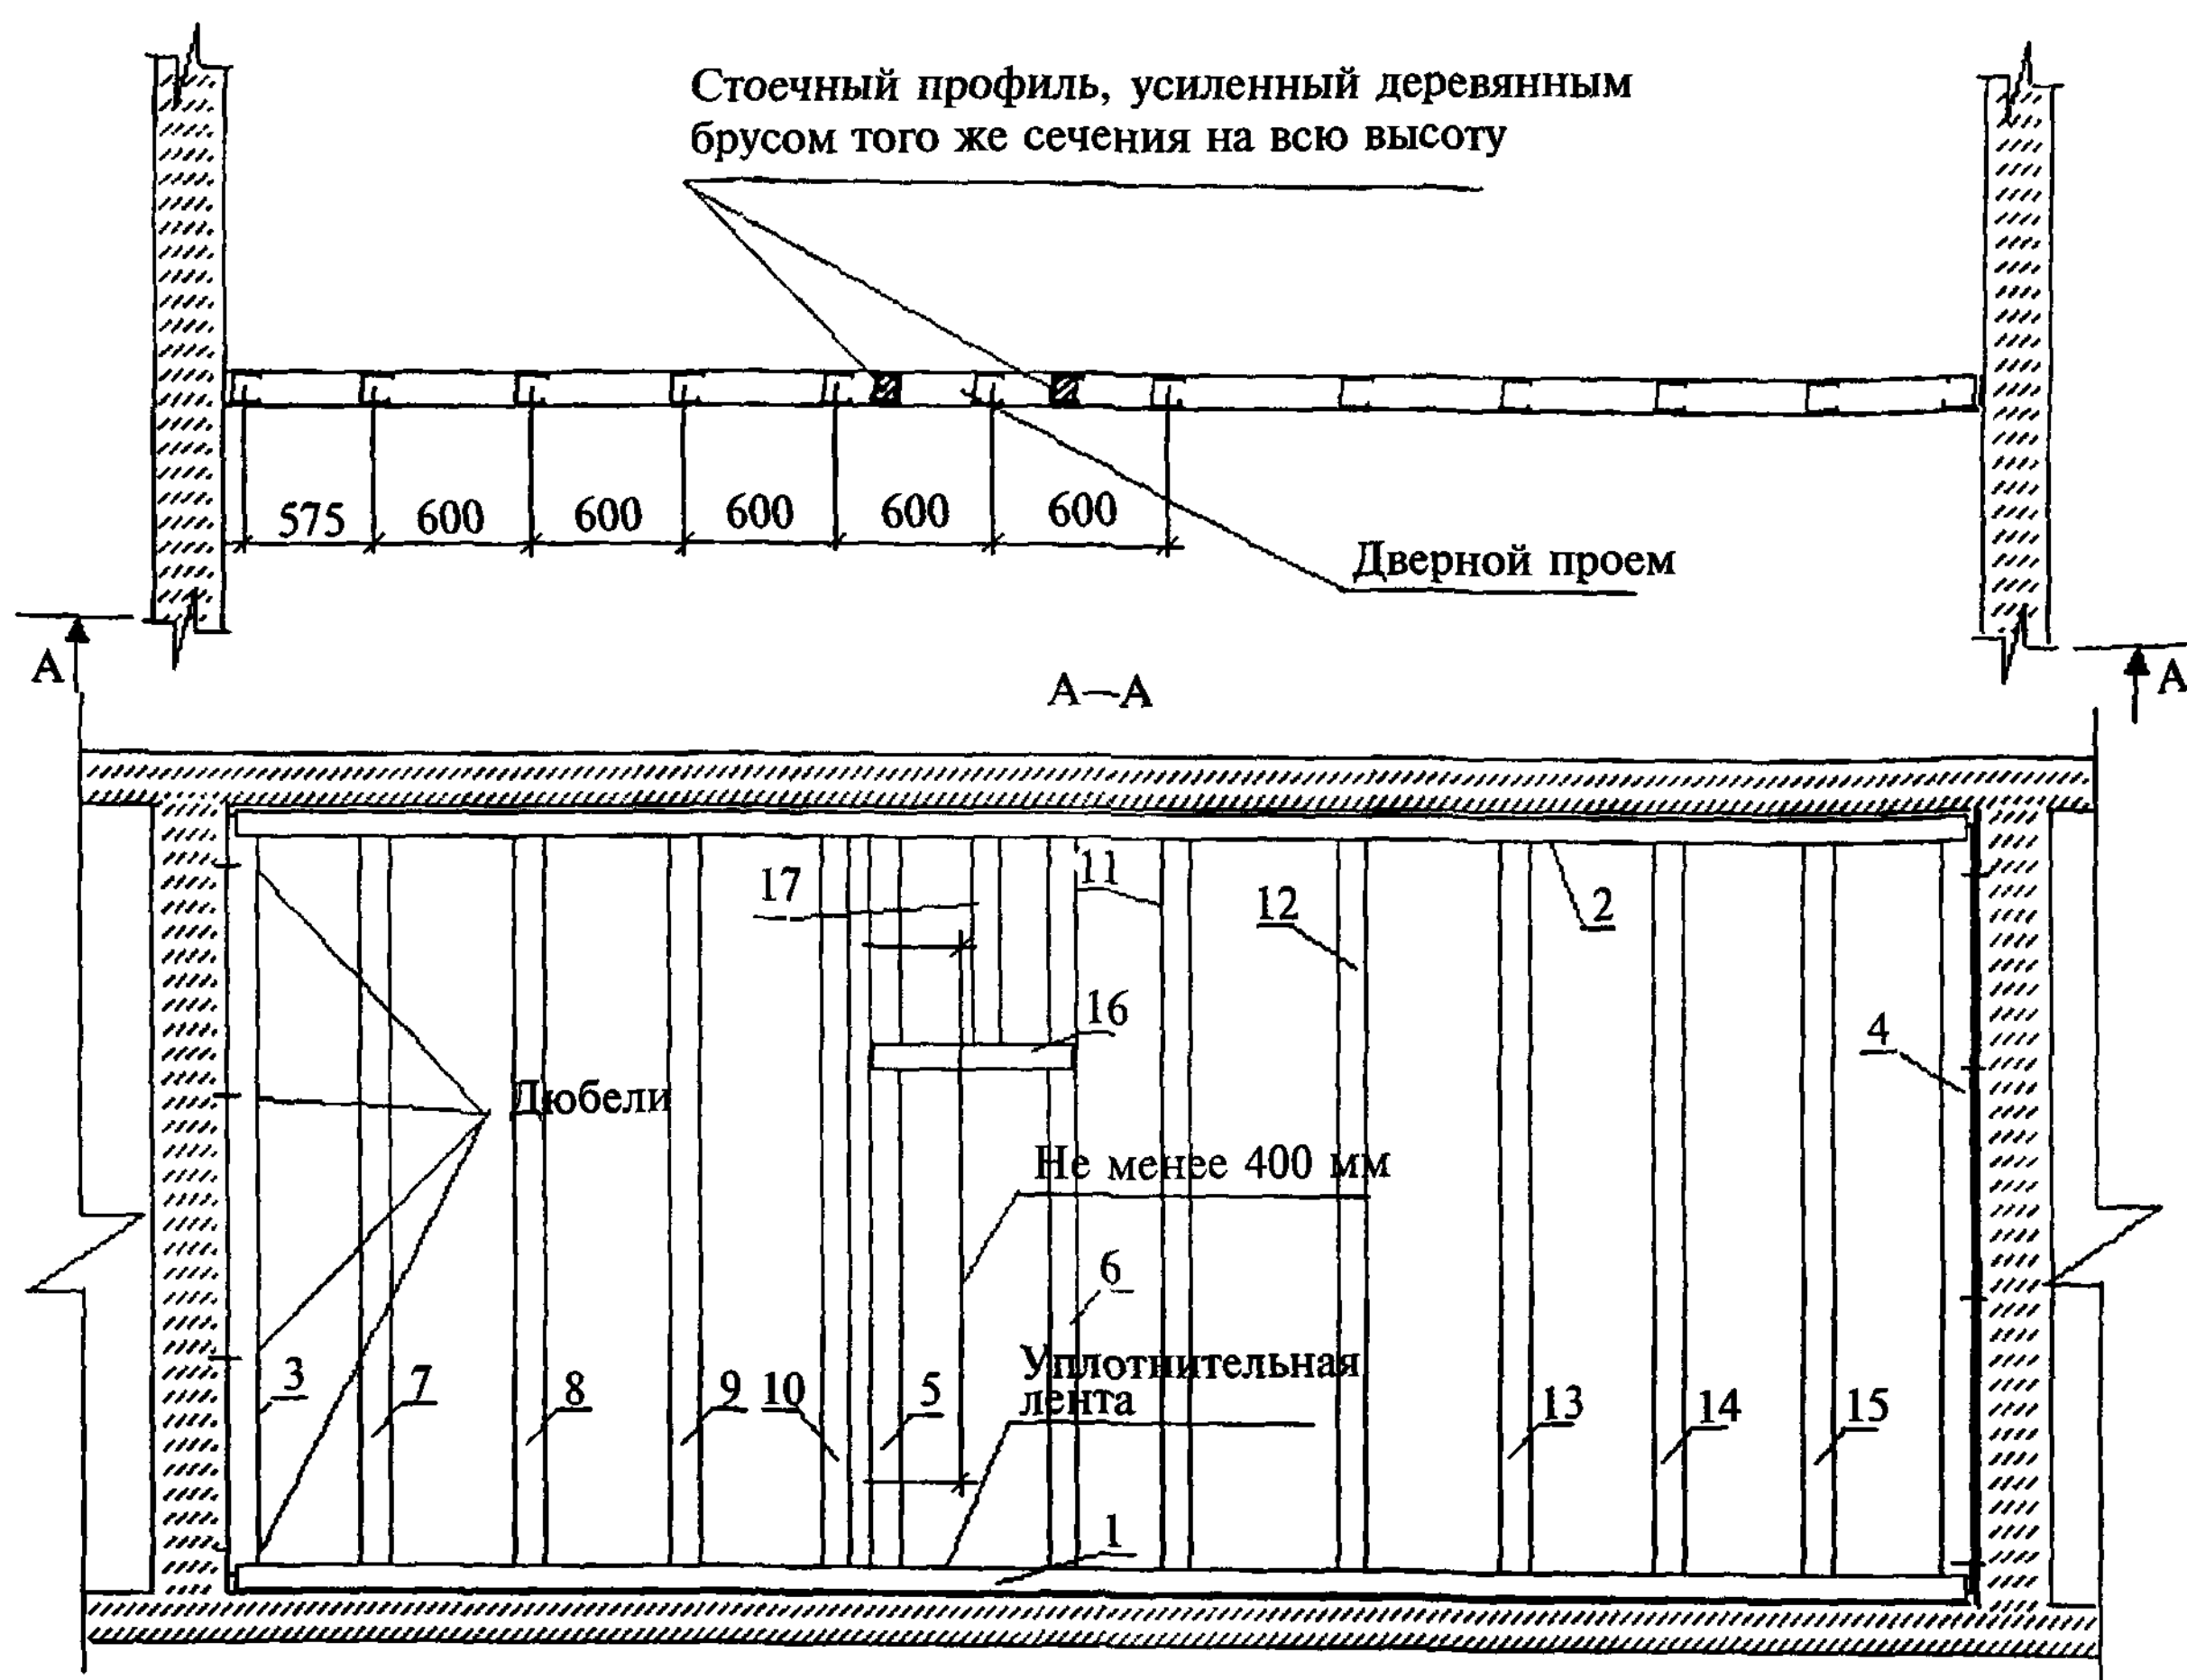 Стоечный профиль, усиленный деревянным
брусом того же сечения на всю высоту
575 600 600 600 600 600
Дверной проем
А А
А—А
17 11 12 2
16 4
Дюбели
Не менее 400 мм
6
Уплотнительная
лента
3 7 8 9 10 5 13 14 15
1